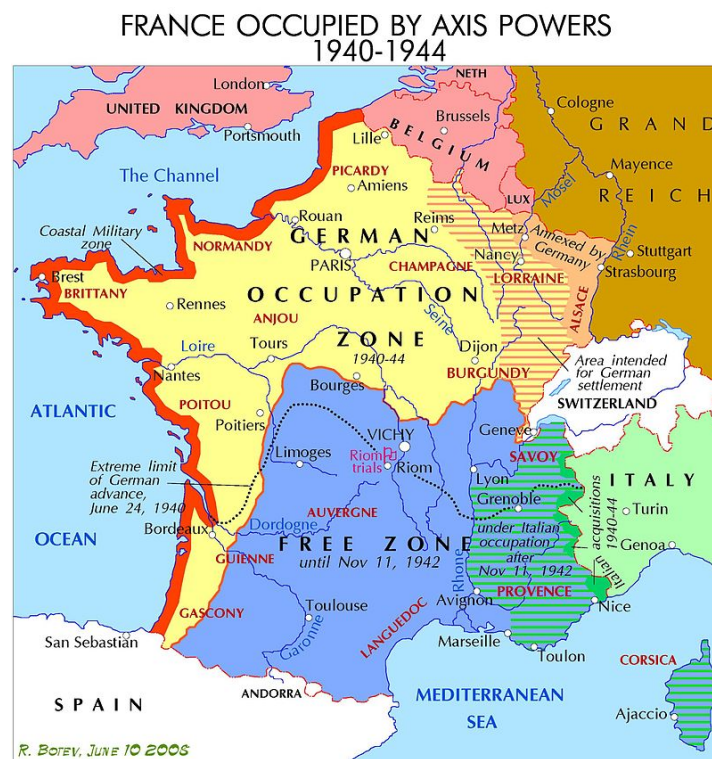 FRANCE OCCUPIED BY AXIS POWERS
1940-1944
NETH
London
UNITED KINGDOM
Portsmouth
Brussels
BELGIUM
Lille
Cologne
GRAND
REICH
Mayence
The Channel
PICARDY
Amiens
LUX
Mosel
Rhein
Coastal Military
zone
NORMANDY
Rouan
GERMAN
Reims
Metz
Annexed by
Germany
Stuttgart
Strasbourg
PARIS
CHAMPAGNE
Nancy
LORRAINE
ALSACE
Brest
BRITTANY
Rennes
OCCUPATION
ANJOU
Seine
ZONE
1940-44
Loire
Tours
Dijon
Area intended
for German
settlement
Nantes
Bourges
BURGUNDY
SWITZERLAND
ATLANTIC
POITOU
Poitiers
VICHY
Geneve
Limoges
Riom
trials
Riom
SAVOY
ITALY
Extreme limit
of German
advance,
June 24, 1940
Lyon
Grenoble
Turin
Italian acquisitions
1940-44
AUVERGNE
Bordeaux
Dordogne
OCEAN
FREE ZONE
until Nov 11, 1942
under Italian
occupation
after
Nov 11, 1942
Genoa
GUIENNE
Rhone
PROVENCE
Avignon
Nice
GASCONY
Toulouse
Garonne
LANGUEDOC
Marseille
Toulon
San Sebastian
CORSICA
SPAIN
ANDORRA
MEDITERRANEAN
SEA
Ajaccio
R. BOTEV, JUNE 10 2008